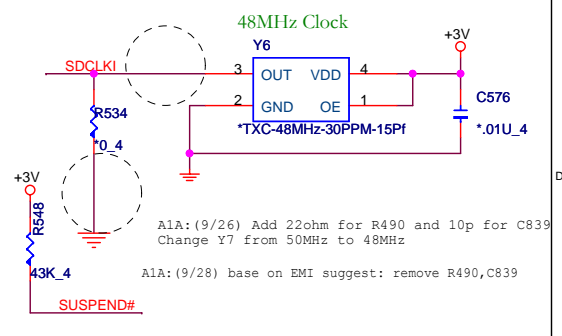 48MHz Clock
+3V
Y6
SDCLKI
3 OUT VDD 4
2 GND OE 1
C576
R534
*TXC-48MHz-30PPM-15Pf
*.01U_4
*0_4
+3V
D
R548
A1A:(9/26) Add 22ohm for R490 and 10p for C839
Change Y7 from 50MHz to 48MHz
43K_4
A1A:(9/28) base on EMI suggest: remove R490,C839
SUSPEND#